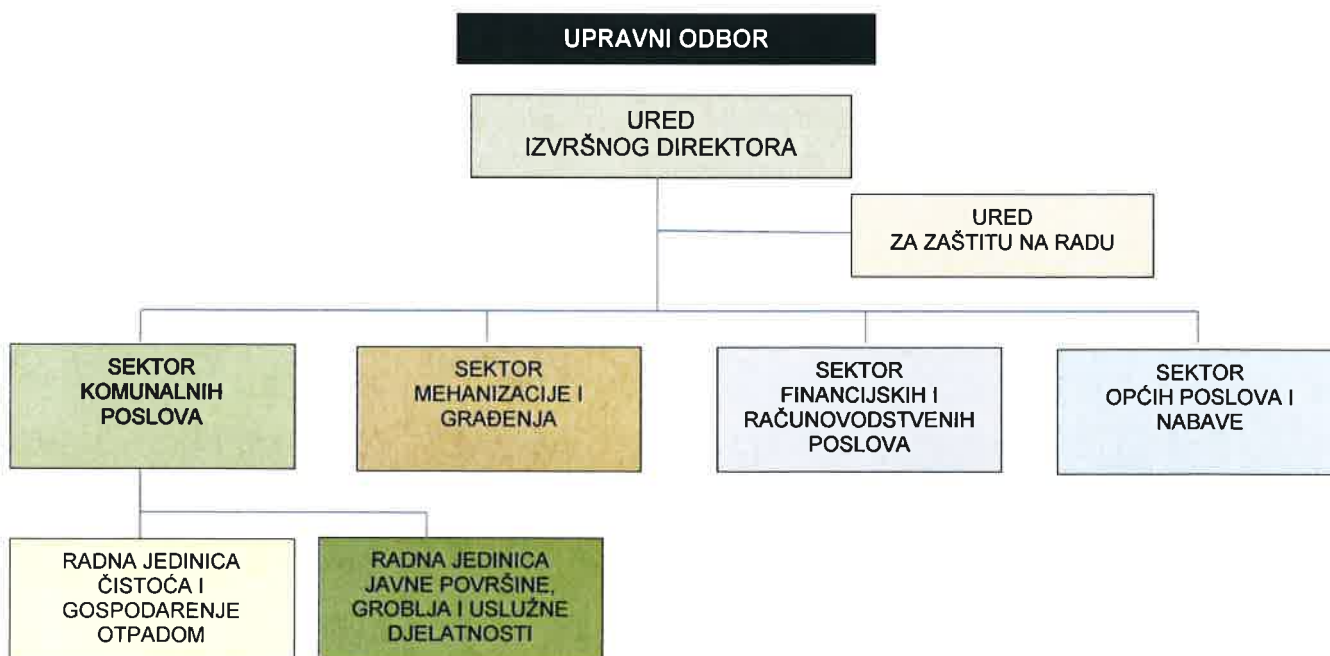 UPRAVNI ODBOR
URED
IZVRŠNOG DIREKTORA
URED
ZA ZAŠTITU NA RADU
SEKTOR
KOMUNALNIH
POSLOVA
SEKTOR
MEHANIZACIJE I
GRAĐENJA
SEKTOR
FINANCIJSKIH I
RAČUNOVODSTVENIH
POSLOVA
SEKTOR
OPĆIH POSLOVA I
NABAVE
RADNA JEDINICA
ČISTOĆA I
GOSPODARENJE
OTPADOM
RADNA JEDINICA
JAVNE POVRŠINE,
GROBLJA I USLUŽNE
DJELATNOSTI